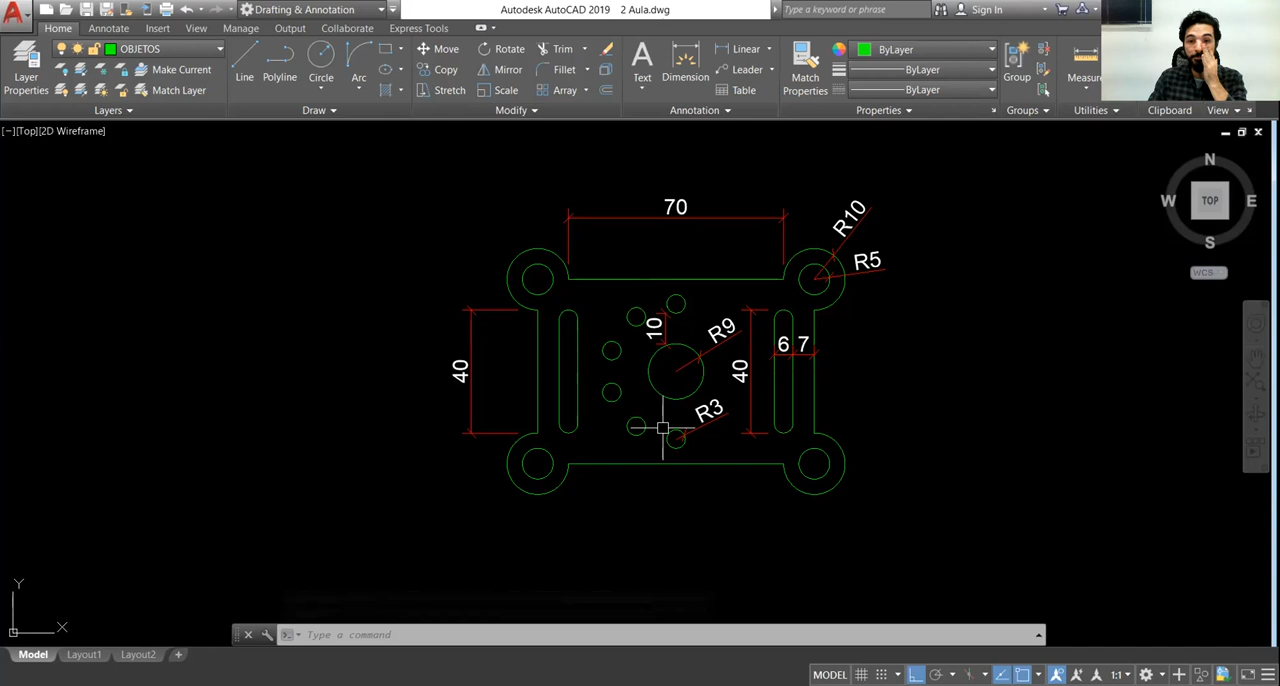 Drafting & Annotation
Autodesk AutoCAD 2019 2 Aula.dwg
Type a keyword or phrase
Sign In
Home Annotate Insert View Manage Output Collaborate Express Tools
OBJETOS
Make Current
Match Layer
Layer Properties
Layers
Line Polyline Circle Arc
Draw
Move Rotate Trim
Copy Mirror Fillet
Stretch Scale Array
Modify
Text Dimension
Linear
Leader
Table
Annotation
Match Properties
ByLayer
ByLayer
ByLayer
Properties
Group
Groups
Measure
Utilities
Clipboard
View
[−][Top][2D Wireframe]
N
W TOP E
S
WCS
70
R10
R5
10
R9
6 7
40
40
R3
Y
X
Type a command
Model Layout1 Layout2 +
MODEL
1:1